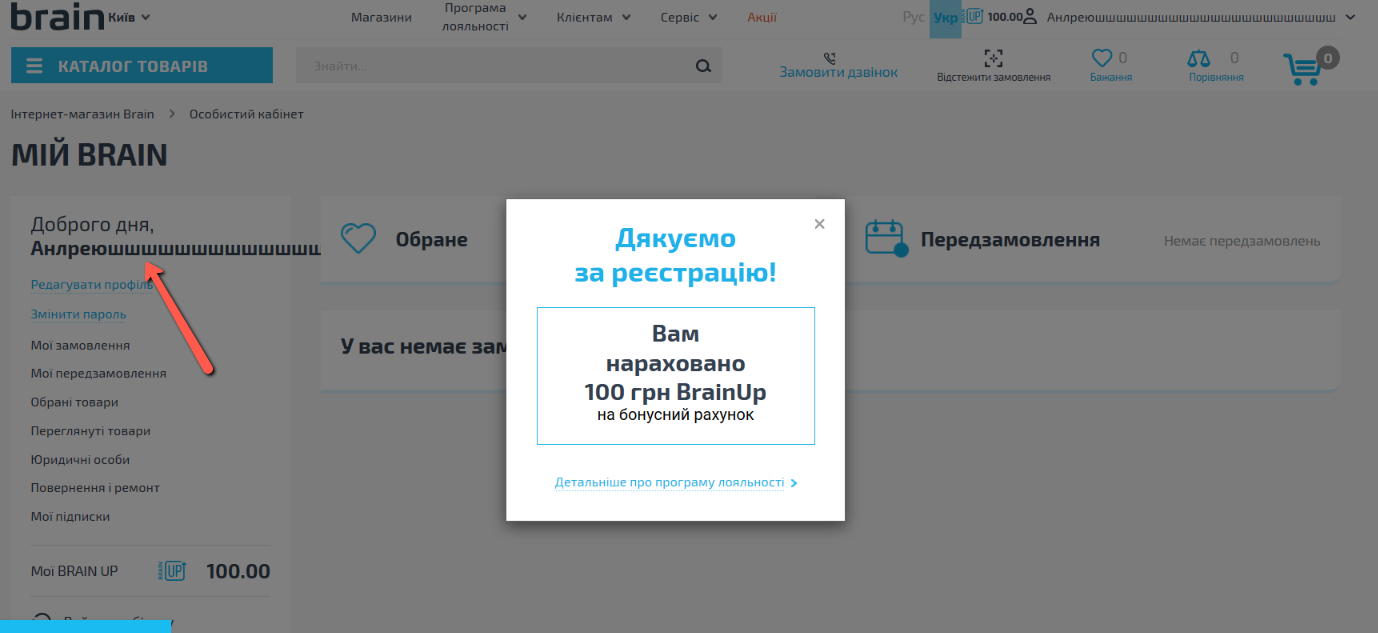 brain Київ
Магазини
Програма
лояльності
Клієнтам
Сервіс
Акції
Рус Укр
BRAIN UP 100.00
КАТАЛОГ ТОВАРІВ
Знайти...
Замовити дзвінок
Відстежити замовлення
0
Бажання
0
Порівняння
0
Інтернет-магазин Brain > Особистий кабінет
МІЙ BRAIN
Доброго дня,
Редагувати профіль
Змінити пароль
Мої замовлення
Мої передзамовлення
Обрані товари
Переглянуті товари
Юридичні особи
Повернення і ремонт
Мої підписки
Мої BRAIN UP BRAIN UP 100.00
Обране
Передзамовлення
Немає передзамовлень
У вас немає
×
Дякуємо
за реєстрацію!
Вам
нараховано
100 грн BrainUp
на бонусний рахунок
Детальніше про програму лояльності >